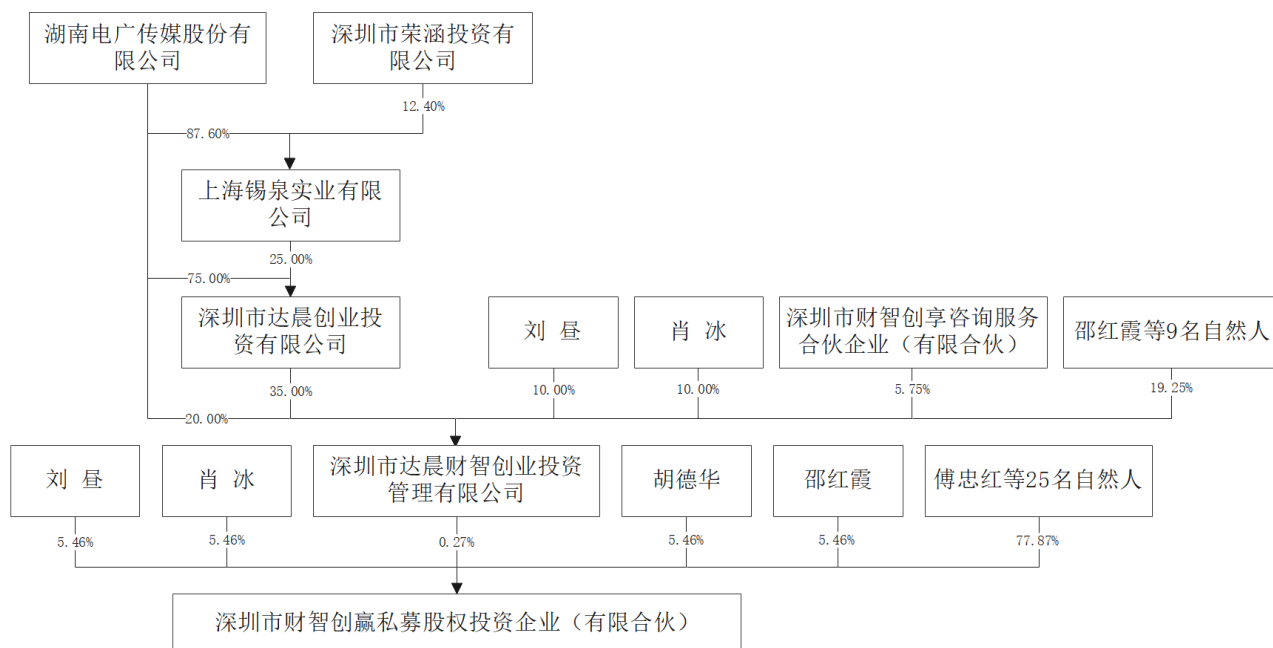 湖南电广传媒股份有
限公司
深圳市荣涵投资有
限公司
12.40%
87.60%
上海锡泉实业有限
公司
25.00%
75.00%
深圳市达晨创业投
资有限公司
刘 昼
肖 冰
深圳市财智创享咨询服务
合伙企业（有限合伙）
邵红霞等9名自然人
35.00%
10.00%
10.00%
5.75%
19.25%
20.00%
刘 昼
肖 冰
深圳市达晨财智创业投资
管理有限公司
胡德华
邵红霞
傅忠红等25名自然人
5.46%
5.46%
0.27%
5.46%
5.46%
77.87%
深圳市财智创赢私募股权投资企业（有限合伙）